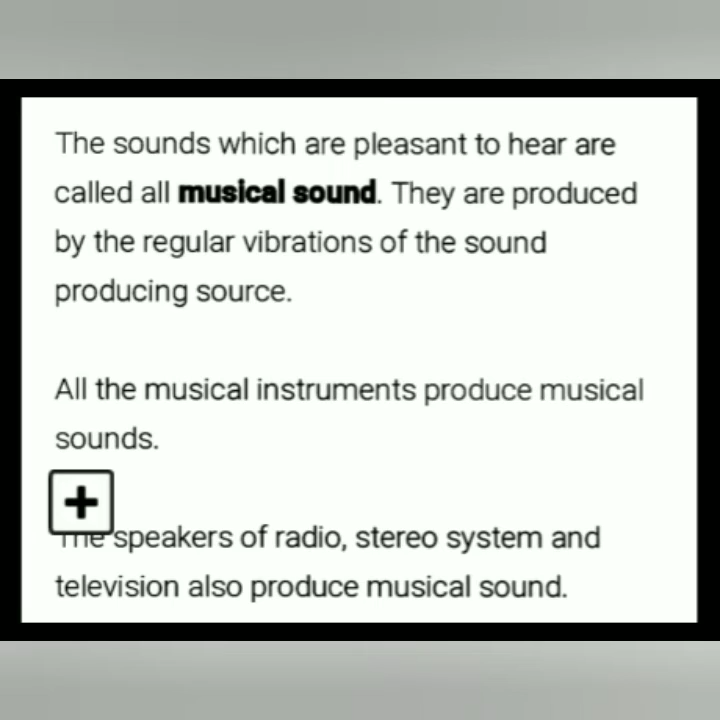 The sounds which are pleasant to hear are
called all musical sound. They are produced
by the regular vibrations of the sound
producing source.
All the musical instruments produce musical
sounds.
The speakers of radio, stereo system and
television also produce musical sound.